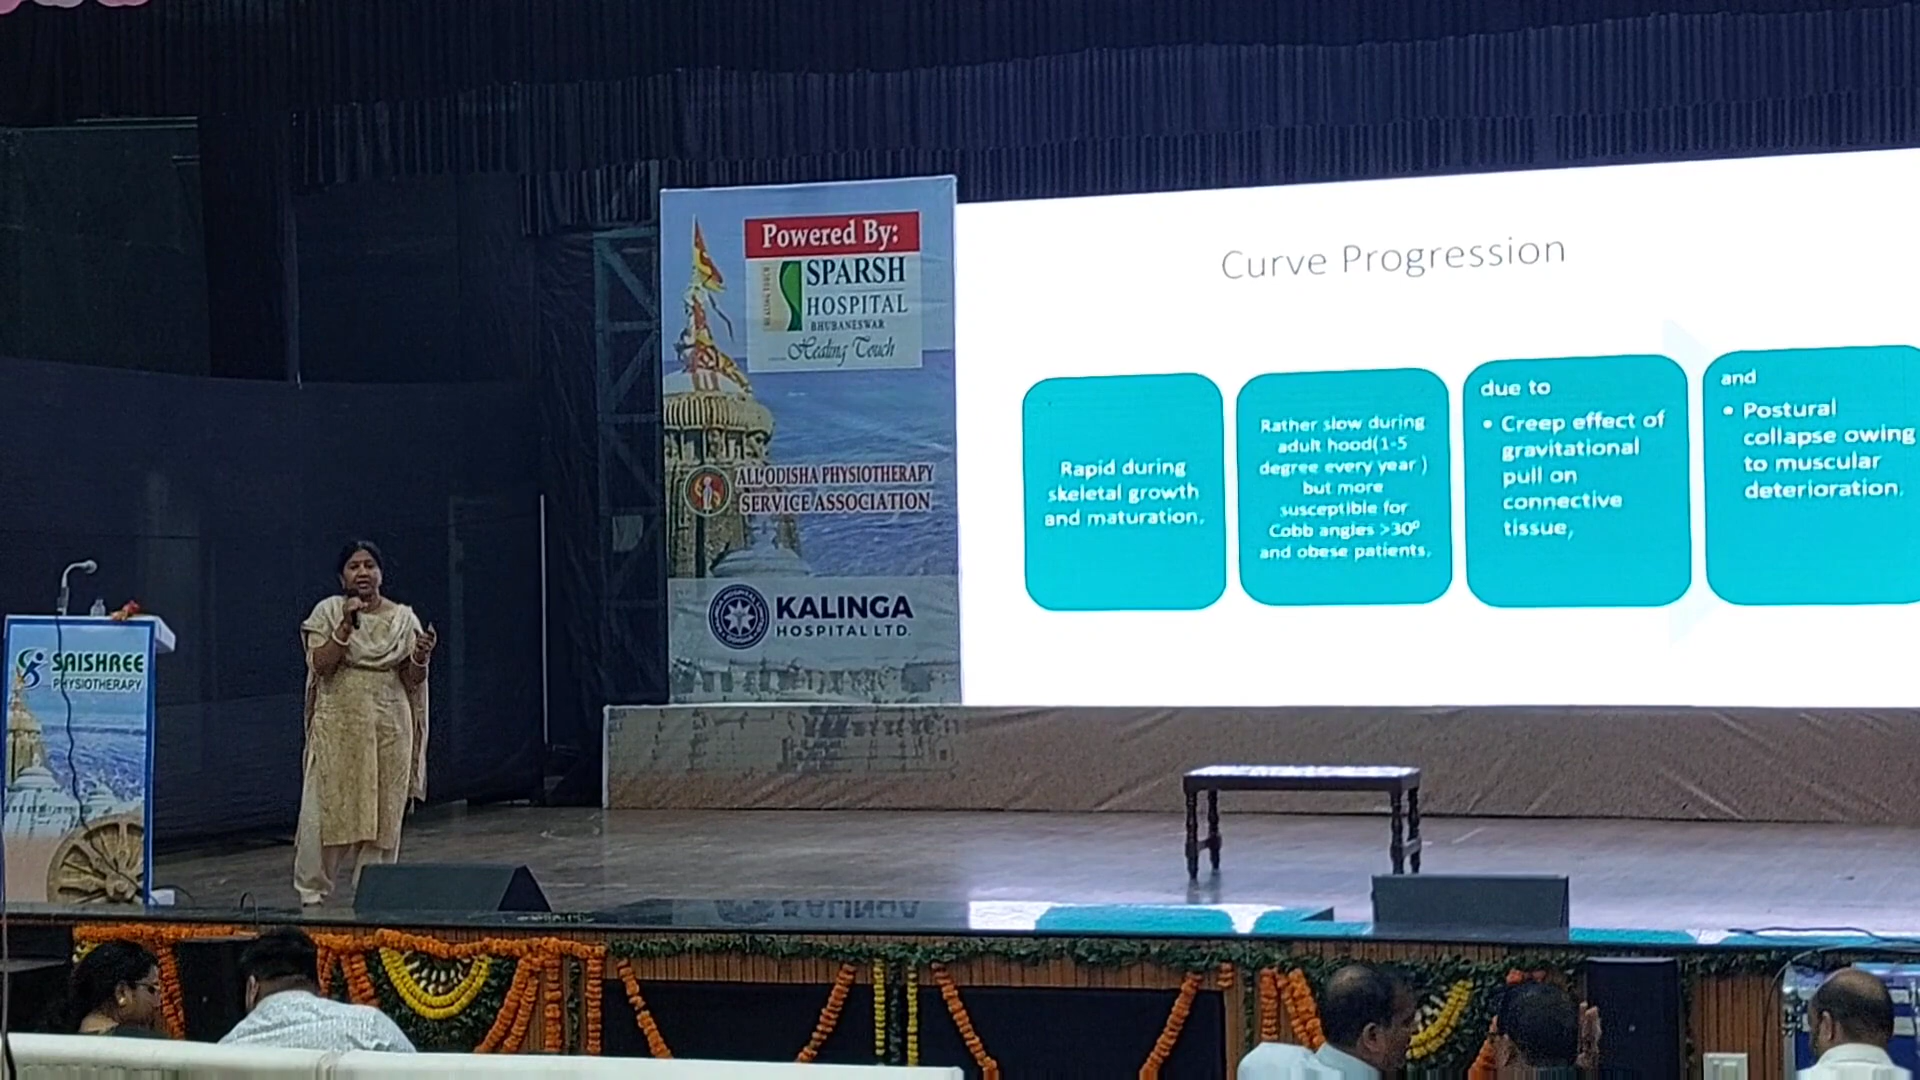 Powered By:
HEALING TOUCH
SPARSH
HOSPITAL
BHUBANESWAR
Healing Touch
ALL ODISHA PHYSIOTHERAPY
SERVICE ASSOCIATION
KALINGA
HOSPITAL LTD.
SAISHREE
PHYSIOTHERAPY
Curve Progression
Rapid during
skeletal growth
and maturation.
Rather slow during
adult hood(1-5
degree every year )
but more
susceptible for
Cobb angles >30⁰
and obese patients.
due to
• Creep effect of
gravitational
pull on
connective
tissue,
and
• Postural
collapse owing
to muscular
deterioration.